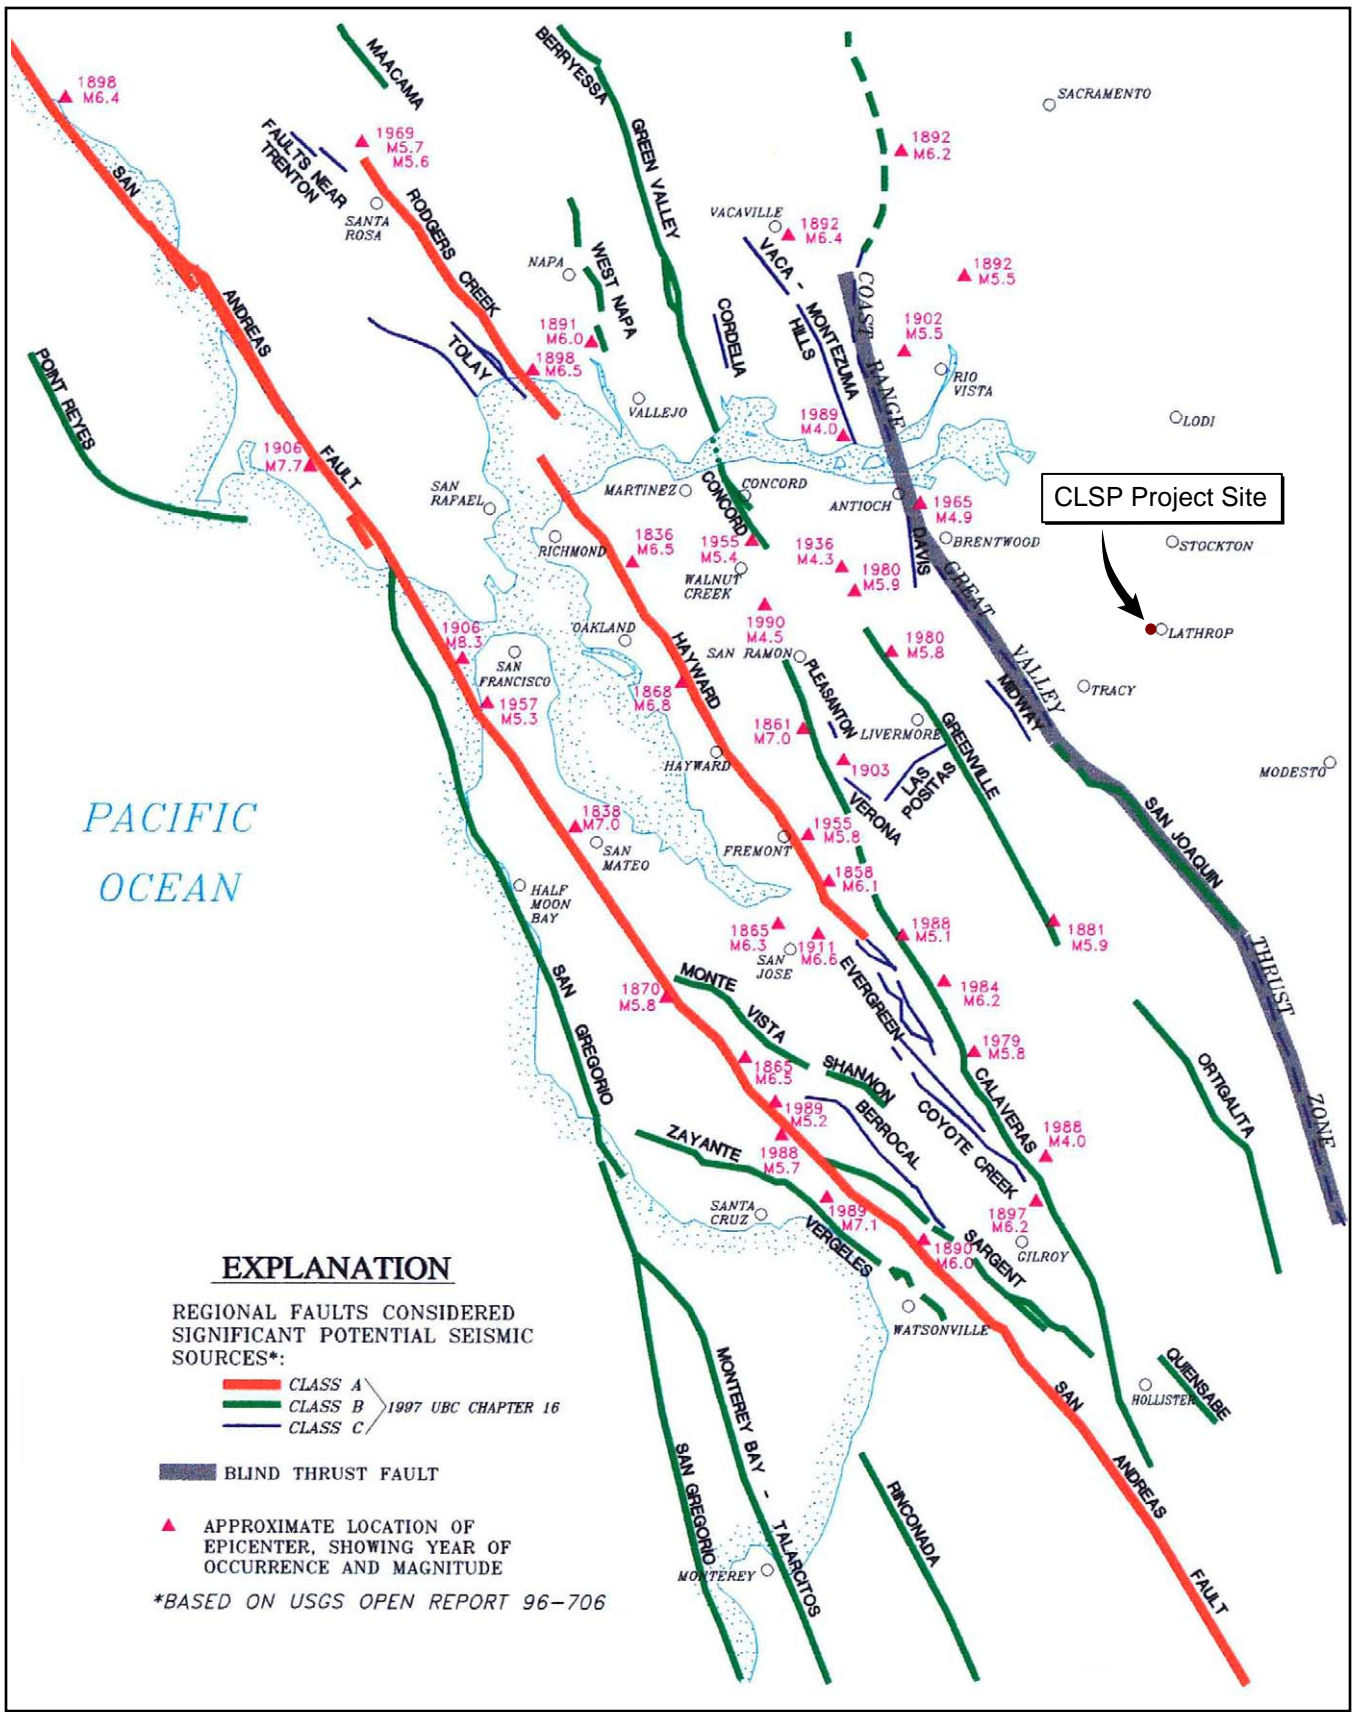 1898
M6.4
MAACAMA
BERRYESSA
SACRAMENTO
1969
M5.7
M5.6
FAULTS NEAR
TRENTON
GREEN VALLEY
1892
M6.2
SAN
SANTA
ROSA
RODGERS CREEK
VACAVILLE
1892
M6.4
NAPA
WEST NAPA
VACA - MONTEZUMA
HILLS
COAST RANGE
1892
M5.5
ANDREAS
1891
M6.0
CORDELIA
1902
M5.5
TOLAY
1898
M6.5
RIO
VISTA
POINT REYES
VALLEJO
1989
M4.0
LODI
1906
M7.7
FAULT
SAN
RAFAEL
MARTINEZ
CONCORD
CONCORD
ANTIOCH
1965
M4.9
CLSP Project Site
RICHMOND
1836
M6.5
1955
M5.4
1936
M4.3
DAVIS
BRENTWOOD
STOCKTON
WALNUT
CREEK
1980
M5.9
GREAT
1990
M4.5
1906
M8.3
OAKLAND
SAN RAMON
1980
M5.8
LATHROP
SAN
FRANCISCO
HAYWARD
PLEASANTON
VALLEY
MIDWAY
TRACY
1868
M6.8
1957
M5.3
1861
M7.0
LIVERMORE
GREENVILLE
HAYWARD
1903
LAS
POSITAS
MODESTO
PACIFIC
OCEAN
VERONA
SAN JOAQUIN
1838
M7.0
SAN
MATEO
FREMONT
1955
M5.8
HALF
MOON
BAY
1858
M6.1
1865
M6.3
1911
M6.6
SAN
JOSE
1988
M5.1
1881
M5.9
THRUST
SAN
GREGORIO
1870
M5.8
MONTE
VISTA
EVERGREEN
1984
M6.2
1979
M5.8
1865
M6.5
SHANNON
ORTIGALITA
ZONE
1989
M5.2
BERROCAL
COYOTE CREEK
CALAVERAS
ZAYANTE
1988
M5.7
1988
M4.0
SANTA
CRUZ
1989
M7.1
VERGELES
1897
M6.2
1890
M6.0
SARGENT
GILROY
WATSONVILLE
EXPLANATION
REGIONAL FAULTS CONSIDERED
SIGNIFICANT POTENTIAL SEISMIC
SOURCES*:
CLASS A
CLASS B
CLASS C
1997 UBC CHAPTER 16
BLIND THRUST FAULT
APPROXIMATE LOCATION OF
EPICENTER, SHOWING YEAR OF
OCCURRENCE AND MAGNITUDE
*BASED ON USGS OPEN REPORT 96-706
MONTEREY BAY - TALARCITOS
SAN GREGORIO
MONTEREY
SAN
ANDREAS
FAULT
HOLLISTER
QUIENSABE
RINCONADA